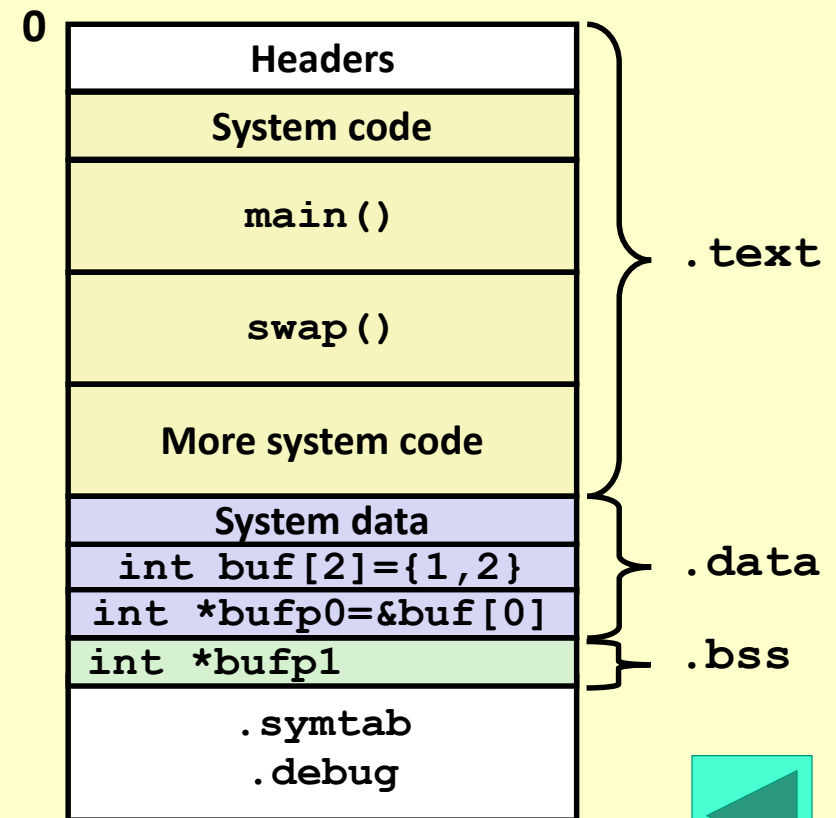 0
Headers
System code
main()
swap()
.text
More system code
System data
int buf[2]={1,2}
.data
int *bufp0=&buf[0]
int *bufp1
.bss
.symtab
.debug